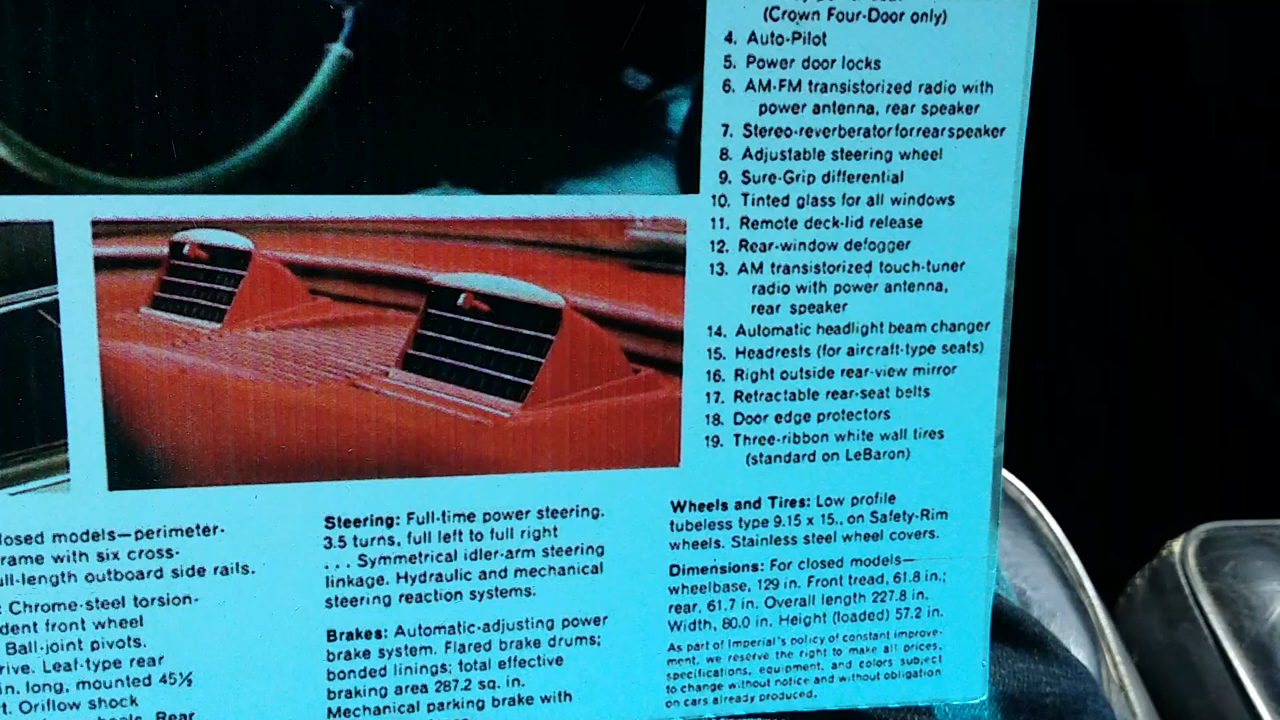 (Crown Four-Door only)
4. Auto-Pilot
5. Power door locks
6. AM-FM transistorized radio with
power antenna, rear speaker
7. Stereo-reverberator for rear speaker
8. Adjustable steering wheel
9. Sure-Grip differential
10. Tinted glass for all windows
11. Remote deck-lid release
12. Rear-window defogger
13. AM transistorized touch-tuner
radio with power antenna,
rear speaker
14. Automatic headlight beam changer
15. Headrests (for aircraft-type seats)
16. Right outside rear-view mirror
17. Retractable rear-seat belts
18. Door edge protectors
19. Three-ribbon white wall tires
(standard on LeBaron)
losed models—perimeter-
rame with six cross-
ull-length outboard side rails.
: Chrome-steel torsion-
dent front wheel
Ball-joint pivots.
rive. Leaf-type rear
in. long, mounted 45½
t. Oriflow shock
Rear
Steering: Full-time power steering.
3.5 turns, full left to full right
. . . Symmetrical idler-arm steering
linkage. Hydraulic and mechanical
steering reaction systems.
Brakes: Automatic-adjusting power
brake system. Flared brake drums;
bonded linings; total effective
braking area 287.2 sq. in.
Mechanical parking brake with
Wheels and Tires: Low profile
tubeless type 9.15 x 15., on Safety-Rim
wheels. Stainless steel wheel covers.
Dimensions: For closed models—
wheelbase, 129 in. Front tread, 61.8 in.;
rear, 61.7 in. Overall length 227.8 in.
Width, 80.0 in. Height (loaded) 57.2 in.
As part of Imperial's policy of constant improve-
ment, we reserve the right to make all prices,
specifications, equipment, and colors subject
to change without notice and without obligation
on cars already produced.